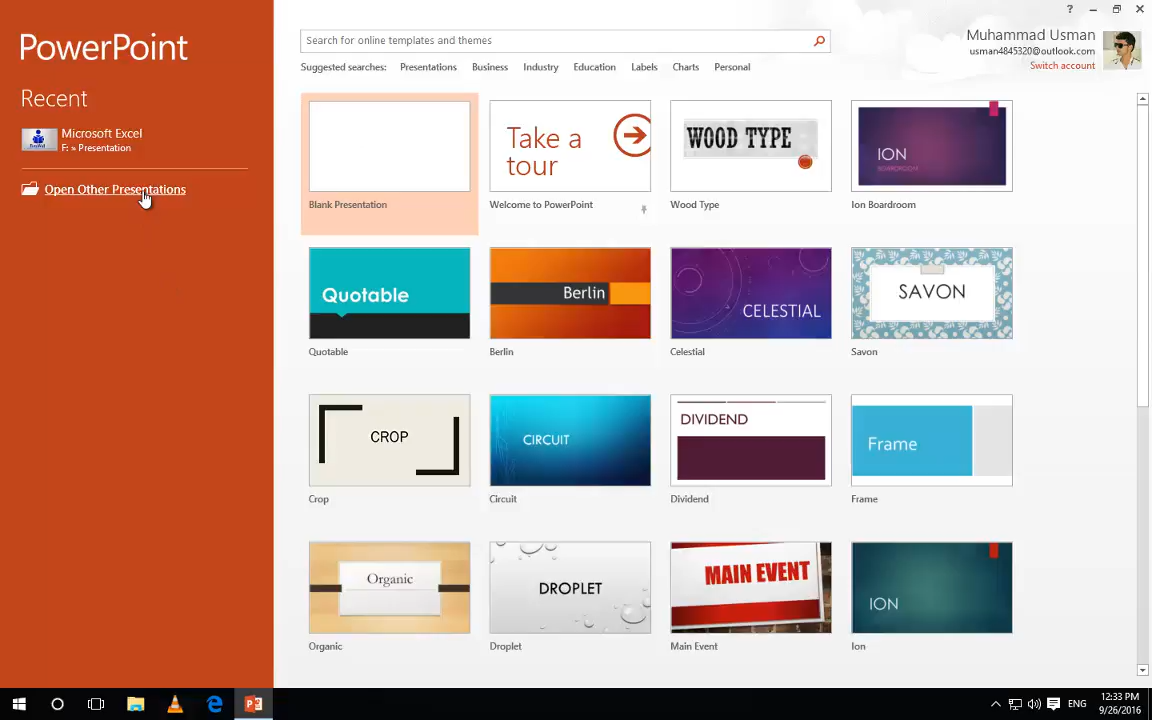 PowerPoint
Recent
Microsoft Excel
F: » Presentation
Open Other Presentations
?
Search for online templates and themes
Suggested searches: Presentations Business Industry Education Labels Charts Personal
Muhammad Usman
usman4845320@outlook.com
Switch account
Take a
tour
WOOD TYPE
ION
BOARDROOM
Blank Presentation
Welcome to PowerPoint
Wood Type
Ion Boardroom
Quotable
Berlin
CELESTIAL
SAVON
Quotable
Berlin
Celestial
Savon
CROP
CIRCUIT
DIVIDEND
Frame
Crop
Circuit
Dividend
Frame
Organic
DROPLET
MAIN EVENT
ION
Organic
Droplet
Main Event
Ion
ENG
12:33 PM
9/26/2016